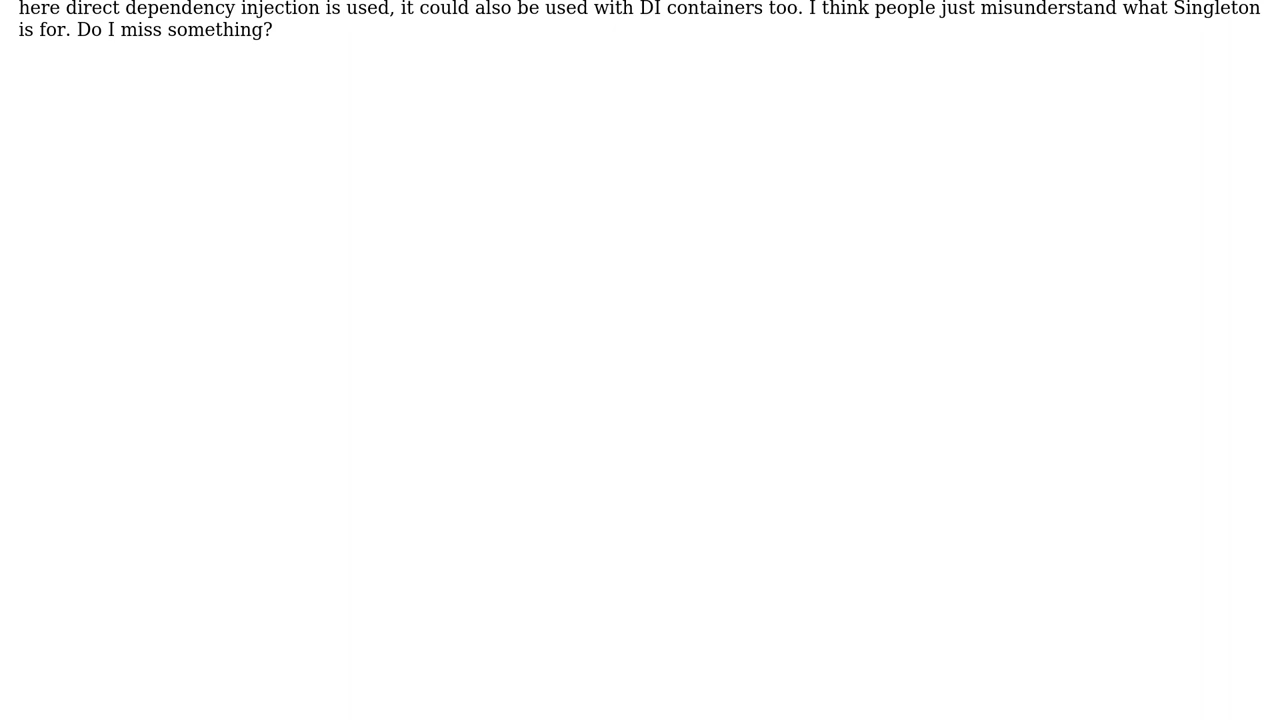 here direct dependency injection is used, it could also be used with DI containers too. I think people just misunderstand what Singleton
is for. Do I miss something?